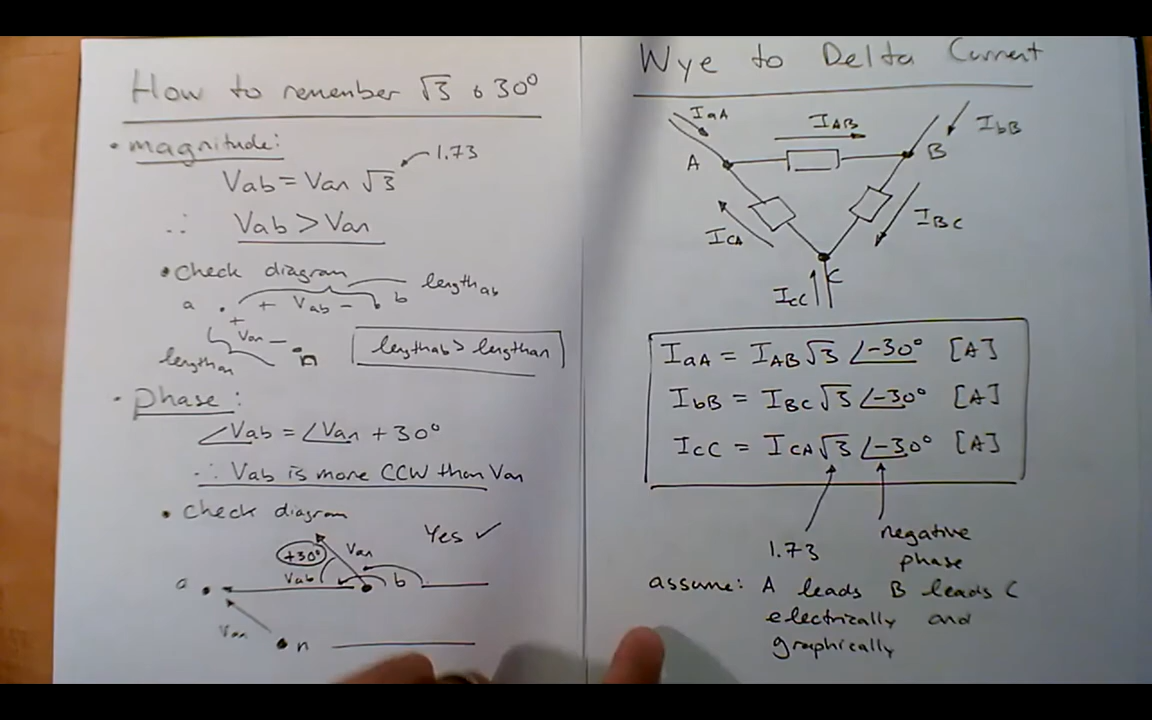 How to remember √3 & 30°
• magnitude:
Vab = Van √3
1.73
∴ Vab > Van
• check diagram
lengthab
a + Vab - b
+
Van -
n
lengthan
lengthab > lengthan
• phase:
∠Vab = ∠Van + 30°
∴ Vab is more CCW than Van
• check diagram
Yes ✓
+30°
Van
Vab
a
b
Van
n
Wye to Delta Current
IaA
IAB
IbB
A
B
ICA
IBC
C
IcC
IaA = IAB √3 ∠-30° [A]
IbB = IBC √3 ∠-30° [A]
IcC = ICA √3 ∠-30° [A]
1.73
negative
phase
assume: A leads B leads C
electrically and
graphically